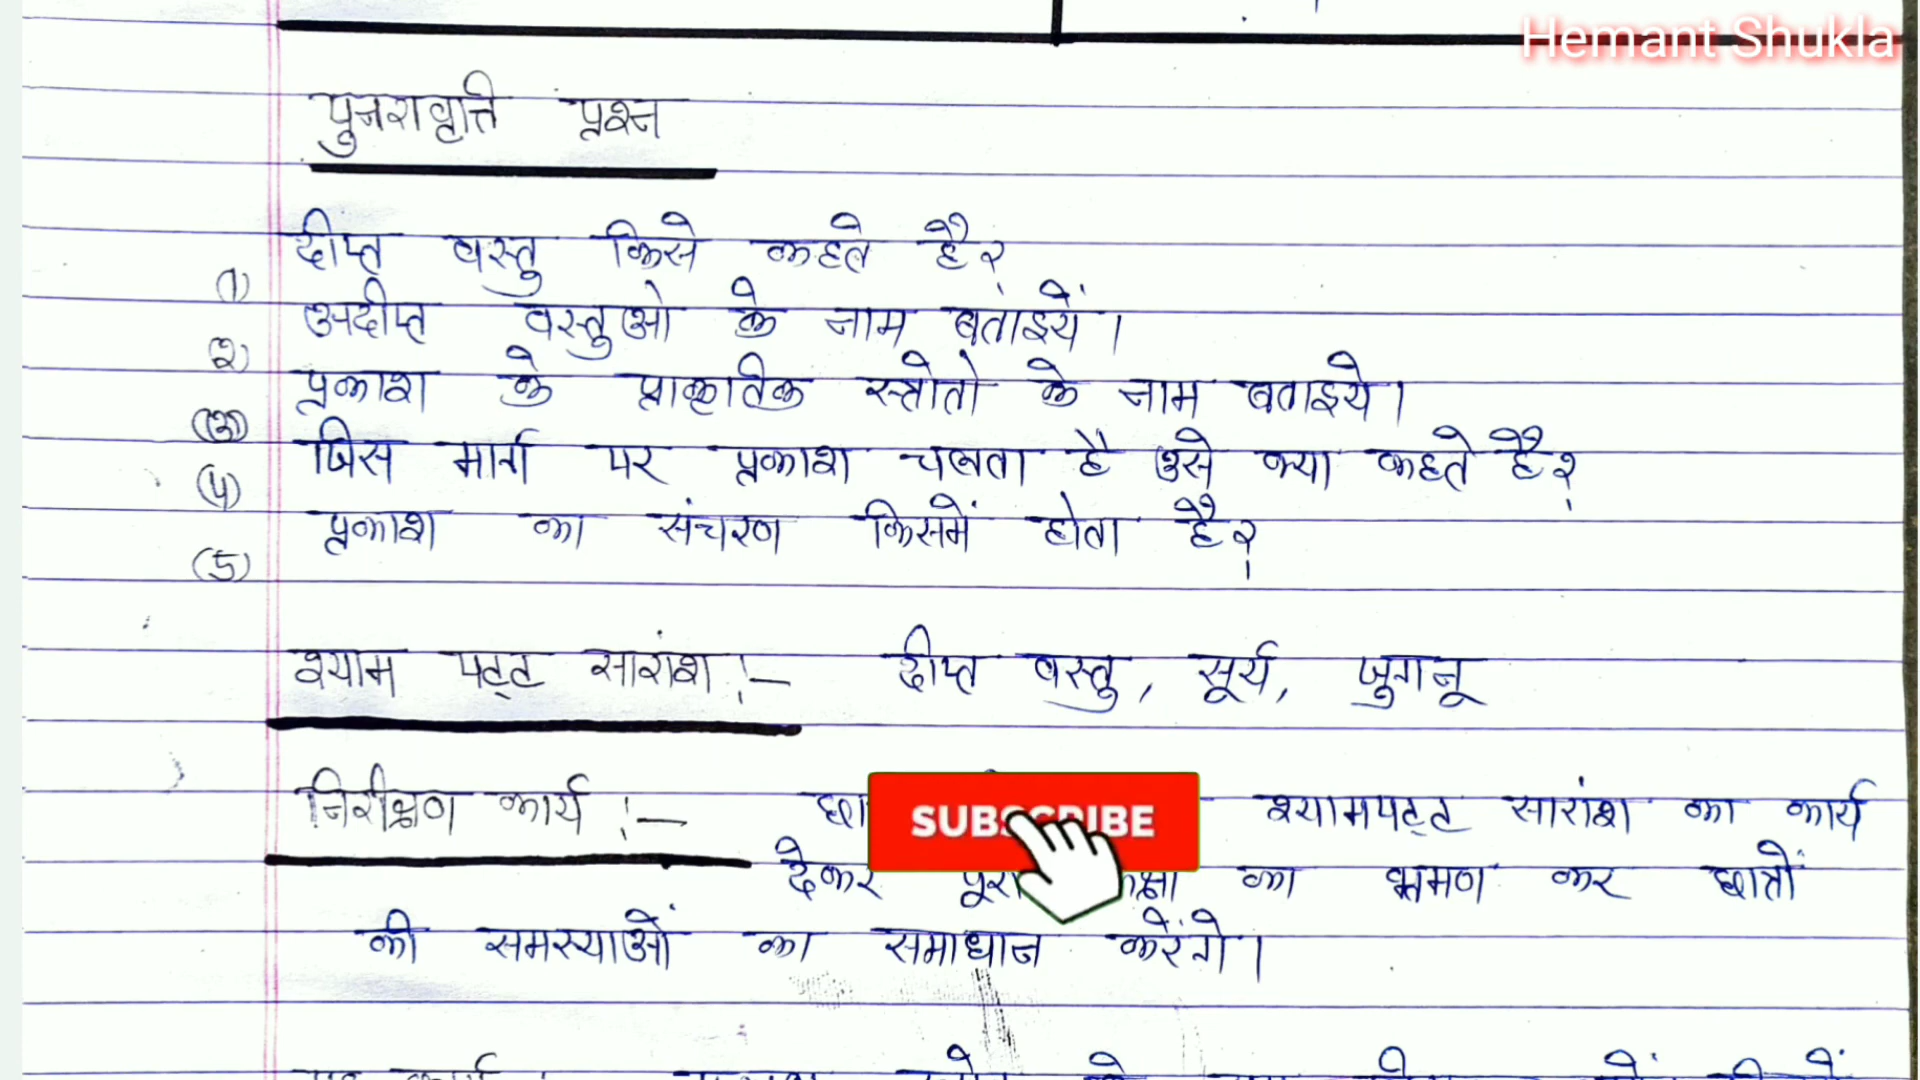 Hemant Shukla
पुनरावृत्ति प्रश्न
दीप्त वस्तु किसे कहते है?
(1)
अदीप्त वस्तुओ के नाम बताइयें।
(2)
प्रकाश के प्राकृतिक स्त्रोतो के नाम बताइये।
(3)
जिस मार्ग पर प्रकाश चलता है उसे क्या कहते है?
(4)
प्रकाश का संचरण किसमें होता है?
(5)
श्याम पट्ट सारांश :- दीप्त वस्तु, सूर्य, जुगनू
निरीक्षण कार्य :- श्यामपट्ट सारांश का कार्य
SUBSCRIBE
देकर का भ्रमण कर छात्रों
की समस्याओं का समाधान करेंगे।